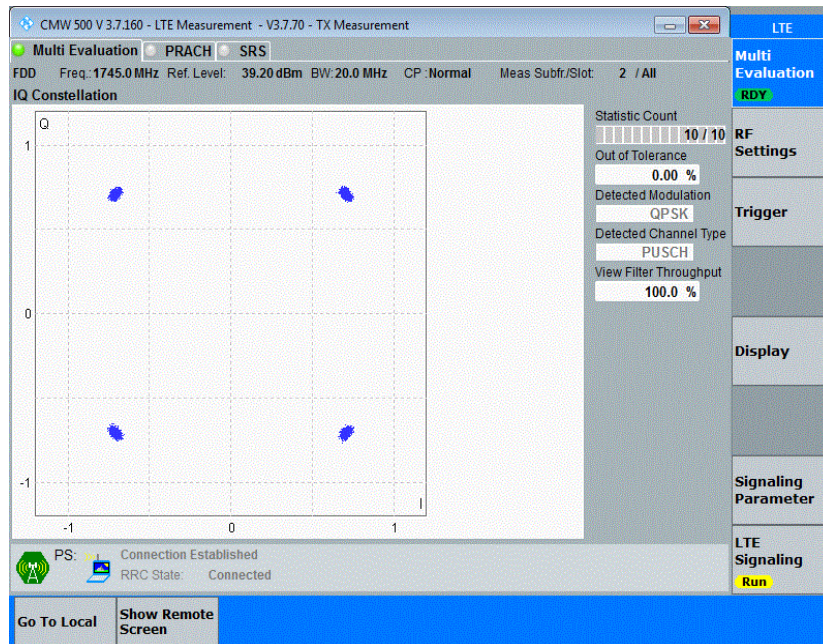 CMW 500 V 3.7.160 - LTE Measurement - V3.7.70 - TX Measurement
LTE
Multi Evaluation PRACH SRS
Multi
Evaluation
RDY
FDD Freq.: 1745.0 MHz Ref. Level: 39.20 dBm BW: 20.0 MHz CP : Normal Meas Subfr./Slot: 2 / All
IQ Constellation
Q
1
0
-1
-1 0 1
I
Statistic Count
10 / 10
Out of Tolerance
0.00 %
Detected Modulation
QPSK
Detected Channel Type
PUSCH
View Filter Throughput
100.0 %
RF
Settings
Trigger
Display
Signaling
Parameter
LTE
Signaling
Run
PS: Connection Established
RRC State: Connected
Go To Local
Show Remote
Screen